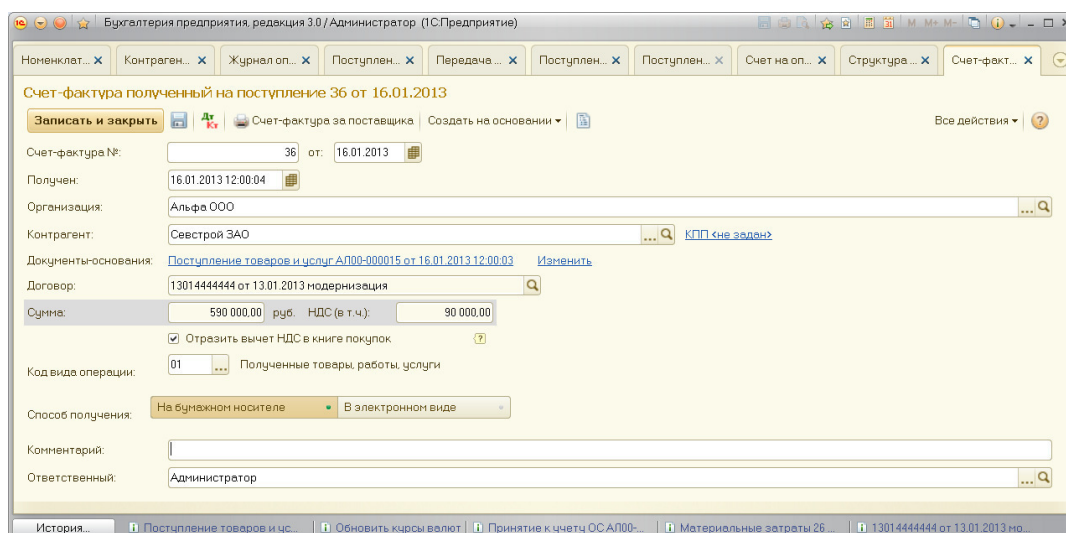 Бухгалтерия предприятия, редакция 3.0 / Администратор (1С:Предприятие) M M+ M-
Номенклат... Контраген... Журнал оп... Поступлен... Передача ... Поступлен... Поступлен... Счет на оп... Структура ... Счет-факт...
Счет-фактура полученный на поступление 36 от 16.01.2013
Записать и закрыть Дт Кт Счет-фактура за поставщика Создать на основании Все действия ?
Счет-фактура №: 36 от: 16.01.2013
Получен: 16.01.2013 12:00:04
Организация: Альфа ООО ...
Контрагент: Севстрой ЗАО ... КПП <не задан>
Документы-основания: Поступление товаров и услуг АЛ00-000015 от 16.01.2013 12:00:03 Изменить
Договор: 13014444444 от 13.01.2013 модернизация
Сумма: 590 000,00 руб. НДС (в т.ч.): 90 000,00
Отразить вычет НДС в книге покупок ?
Код вида операции: 01 ... Полученные товары, работы, услуги
Способ получения: На бумажном носителе В электронном виде
Комментарий:
Ответственный: Администратор ...
История... Поступление товаров и ус... Обновить курсы валют Принятие к учету ОС АЛ00-... Материальные затраты 26 ... 13014444444 от 13.01.2013 мо...